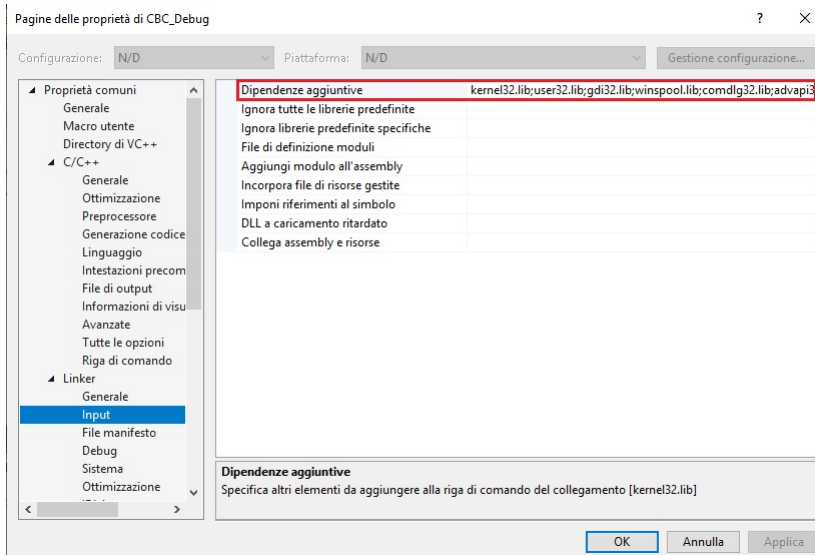 Pagine delle proprietà di CBC_Debug
Configurazione: N/D Piattaforma: N/D Gestione configurazione...
Proprietà comuni
Generale
Macro utente
Directory di VC++
C/C++
Generale
Ottimizzazione
Preprocessore
Generazione codice
Linguaggio
Intestazioni precom
File di output
Informazioni di visu
Avanzate
Tutte le opzioni
Riga di comando
Linker
Generale
Input
File manifesto
Debug
Sistema
Ottimizzazione
Dipendenze aggiuntive kernel32.lib;user32.lib;gdi32.lib;winspool.lib;comdlg32.lib;advapi3
Ignora tutte le librerie predefinite
Ignora librerie predefinite specifiche
File di definizione moduli
Aggiungi modulo all'assembly
Incorpora file di risorse gestite
Imponi riferimenti al simbolo
DLL a caricamento ritardato
Collega assembly e risorse
Dipendenze aggiuntive
Specifica altri elementi da aggiungere alla riga di comando del collegamento [kernel32.lib]
OK Annulla Applica